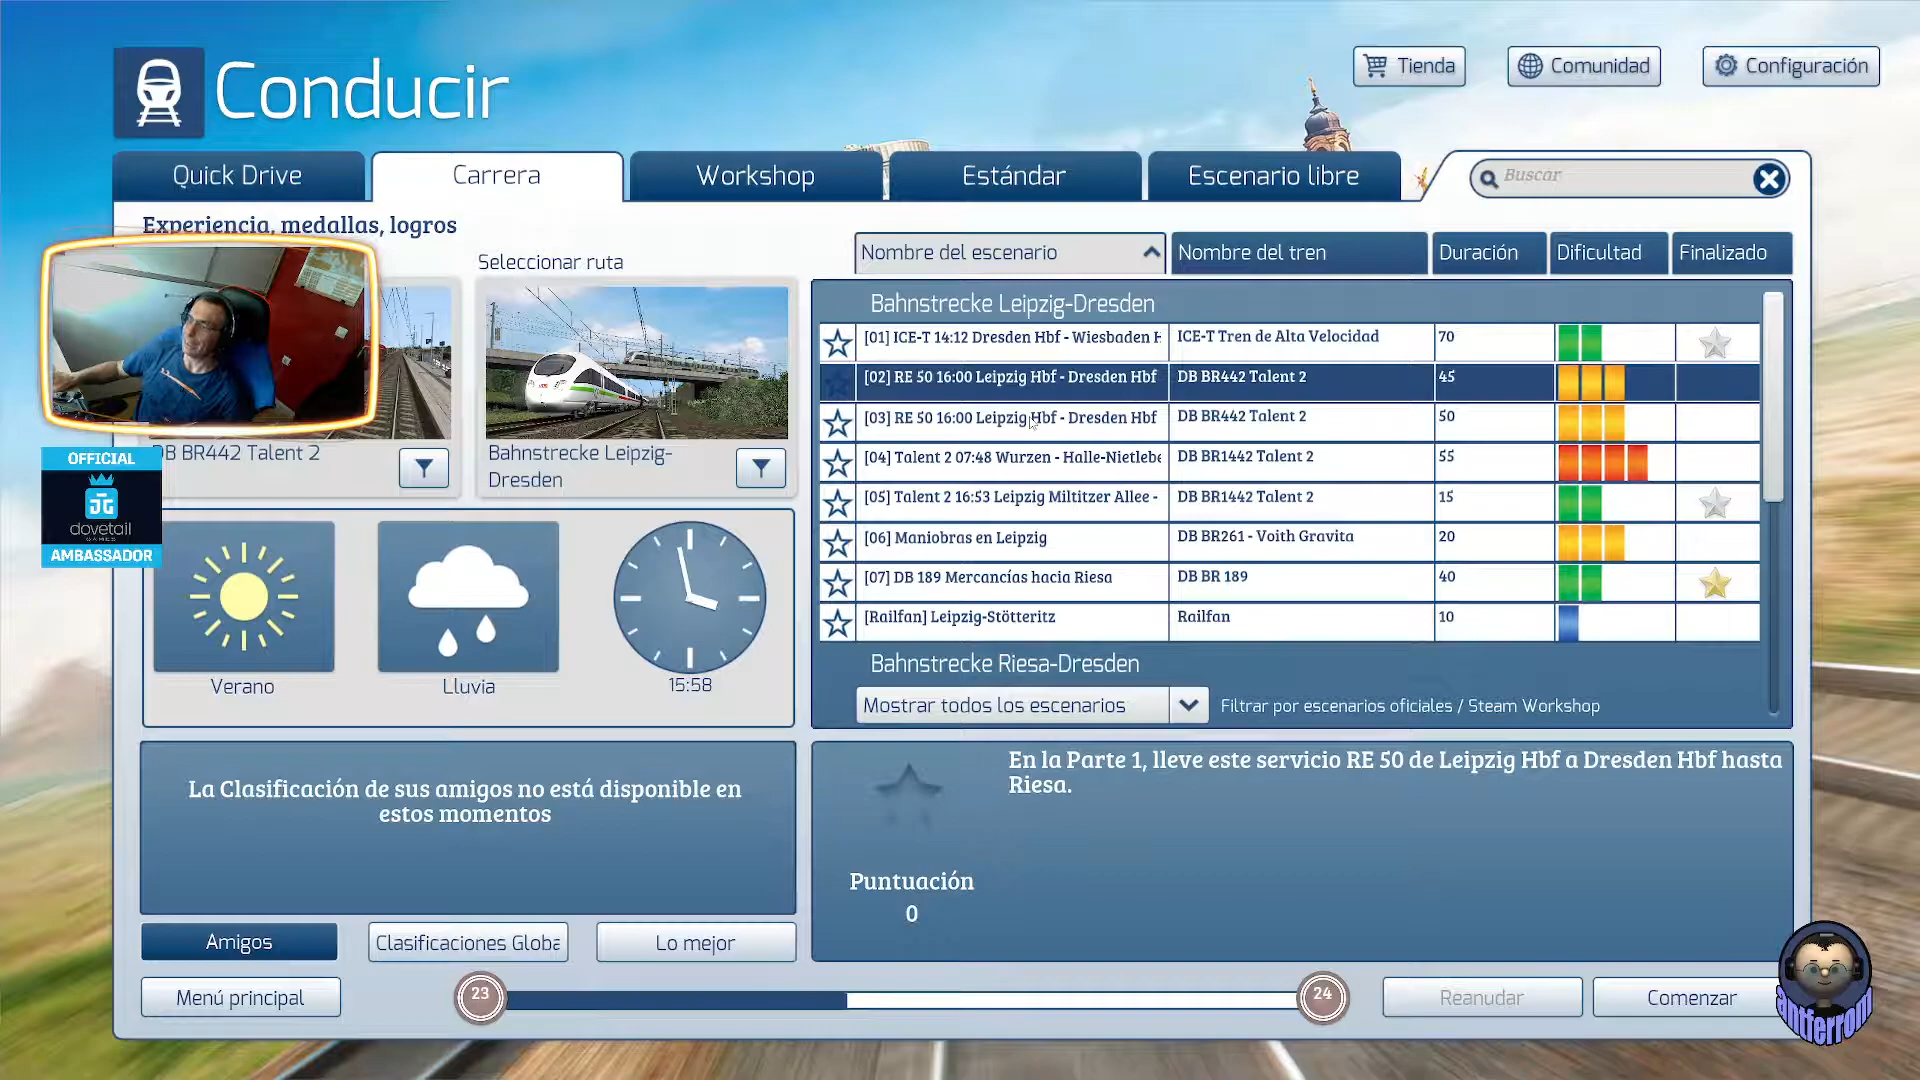 Conducir
Tienda
Comunidad
Configuración
Quick Drive
Carrera
Workshop
Estándar
Escenario libre
Buscar
Experiencia, medallas, logros
Seleccionar ruta
DB BR442 Talent 2
Bahnstrecke Leipzig-
Dresden
OFFICIAL
dovetail
GAMES
AMBASSADOR
Verano
Lluvia
15:58
Nombre del escenario
Nombre del tren
Duración
Dificultad
Finalizado
Bahnstrecke Leipzig-Dresden
[01] ICE-T 14:12 Dresden Hbf - Wiesbaden H
ICE-T Tren de Alta Velocidad
70
[02] RE 50 16:00 Leipzig Hbf - Dresden Hbf
DB BR442 Talent 2
45
[03] RE 50 16:00 Leipzig Hbf - Dresden Hbf
DB BR442 Talent 2
50
[04] Talent 2 07:48 Wurzen - Halle-Nietlebe
DB BR1442 Talent 2
55
[05] Talent 2 16:53 Leipzig Miltitzer Allee -
DB BR1442 Talent 2
15
[06] Maniobras en Leipzig
DB BR261 - Voith Gravita
20
[07] DB 189 Mercancías hacia Riesa
DB BR 189
40
[Railfan] Leipzig-Stötteritz
Railfan
10
Bahnstrecke Riesa-Dresden
Mostrar todos los escenarios
Filtrar por escenarios oficiales / Steam Workshop
La Clasificación de sus amigos no está disponible en
estos momentos
En la Parte 1, lleve este servicio RE 50 de Leipzig Hbf a Dresden Hbf hasta
Riesa.
Puntuación
0
Amigos
Clasificaciones Globa
Lo mejor
Menú principal
23
24
Reanudar
Comenzar
antferrom